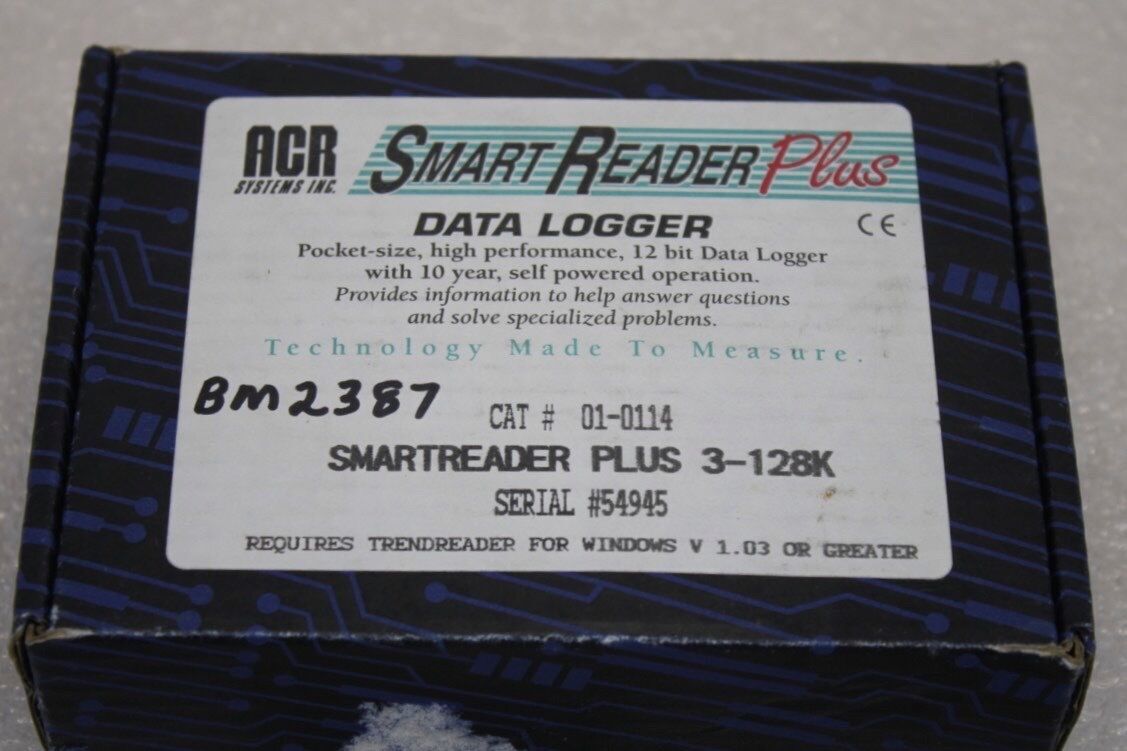 ACR
SYSTEMS INC.
SMART READER Plus
DATA LOGGER
CE
Pocket-size, high performance, 12 bit Data Logger
with 10 year, self powered operation.
Provides information to help answer questions
and solve specialized problems.
Technology Made To Measure.
BM2387
CAT # 01-0114
SMARTREADER PLUS 3-128K
SERIAL #54945
REQUIRES TRENDREADER FOR WINDOWS V 1.03 OR GREATER